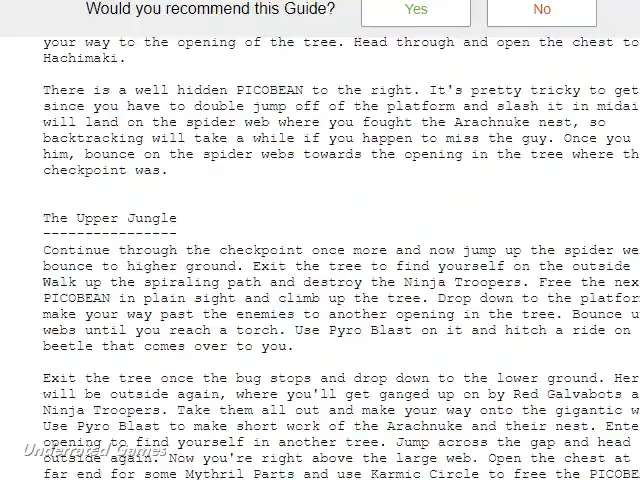 Would you recommend this Guide? Yes No
your way to the opening of the tree. Head through and open the chest to
Hachimaki.
There is a well hidden PICOBEAN to the right. It's pretty tricky to get
since you have to double jump off of the platform and slash it in midai
will land on the spider web where you fought the Arachnuke nest, so
backtracking will take a while if you happen to miss the guy. Once you
him, bounce on the spider webs towards the opening in the tree where th
checkpoint was.
The Upper Jungle
----------------
Continue through the checkpoint once more and now jump up the spider we
bounce to higher ground. Exit the tree to find yourself on the outside
Walk up the spiraling path and destroy the Ninja Troopers. Free the nex
PICOBEAN in plain sight and climb up the tree. Drop down to the platfor
make your way past the enemies to another opening in the tree. Bounce u
webs until you reach a torch. Use Pyro Blast on it and hitch a ride on
beetle that comes over to you.
Exit the tree once the bug stops and drop down to the lower ground. Her
will be outside again, where you'll get ganged up on by Red Galvabots a
Ninja Troopers. Take them all out and make your way onto the gigantic w
Use Pyro Blast to make short work of the Arachnuke and their nest. Ente
opening to find yourself in another tree. Jump across the gap and head
Underrated Games
outside again. Now you're right above the large web. Open the chest at
far end for some Mythril Parts and use Karmic Circle to free the PICOBE